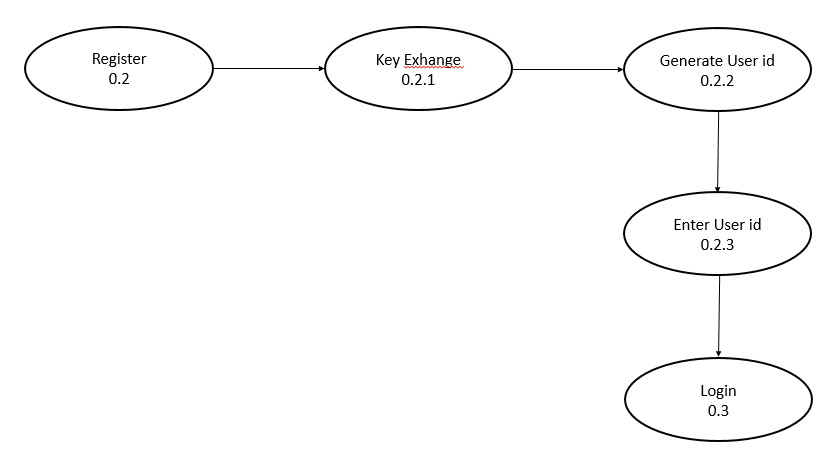 Register
0.2
Key Exhange
0.2.1
Generate User id
0.2.2
Enter User id
0.2.3
Login
0.3